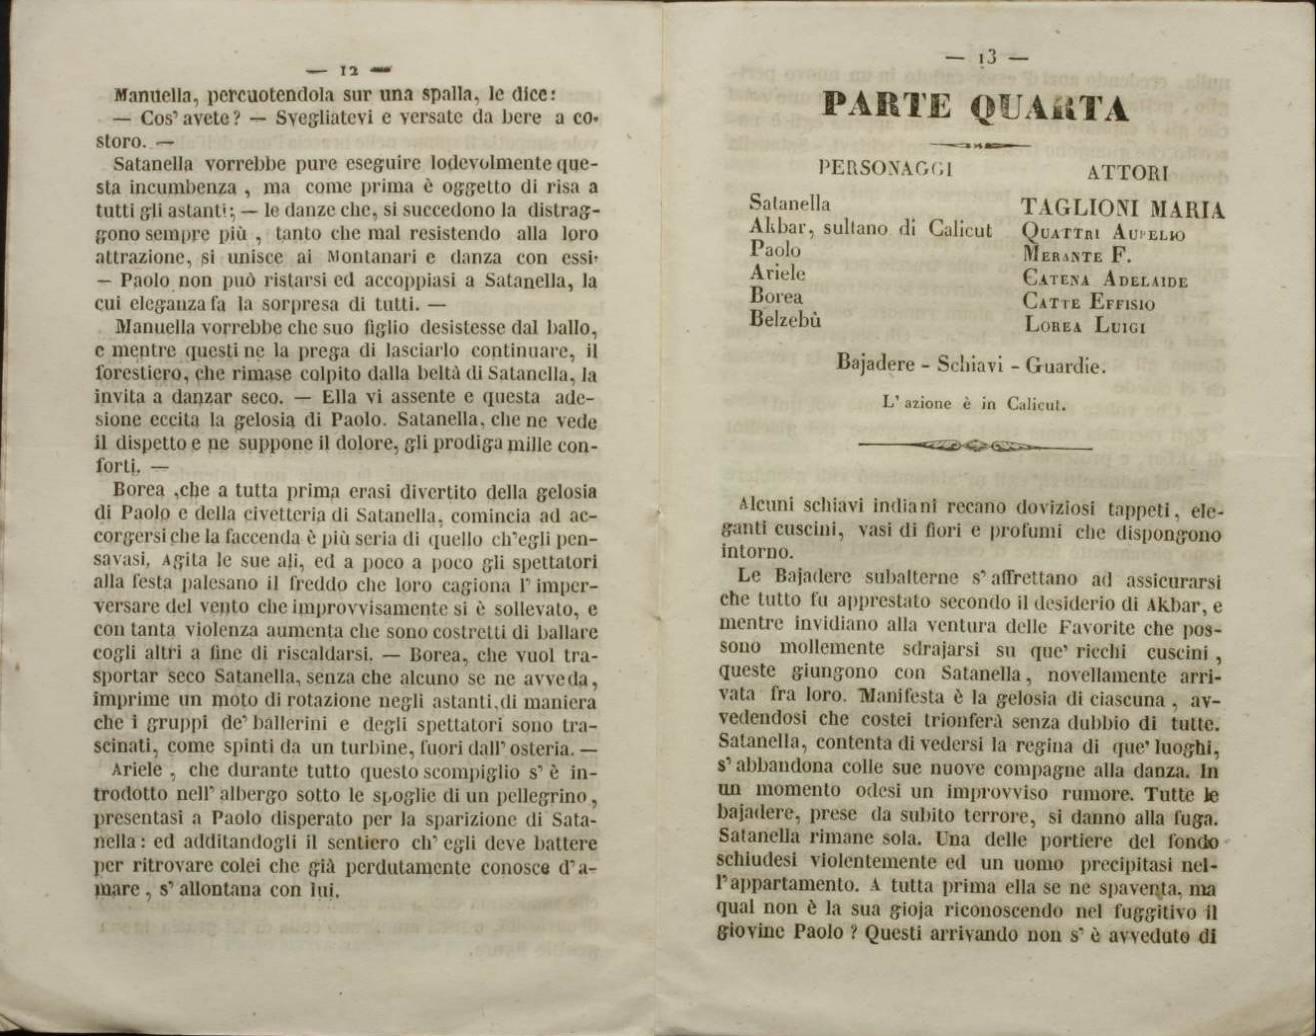 — 12 —
Manuella, percuotendola sur una spalla, le dice:
— Cos' avete? — Svegliatevi e versate da bere a co-
storo. —
Satanella vorrebbe pure eseguire lodevolmente que-
sta incumbenza , ma come prima è oggetto di risa a
tutti gli astanti; — le danze che, si succedono la distrag-
gono sempre più , tanto che mal resistendo alla loro
attrazione, si unisce ai Montanari e danza con essi.
— Paolo non può ristarsi ed accoppiasi a Satanella, la
cui eleganza fa la sorpresa di tutti. —
Manuella vorrebbe che suo figlio desistesse dal ballo,
e mentre questi ne la prega di lasciarlo continuare, il
forestiero, che rimase colpito dalla beltà di Satanella, la
invita a danzar seco. — Ella vi assente e questa ade-
sione eccita la gelosia di Paolo. Satanella, che ne vede
il dispetto e ne suppone il dolore, gli prodiga mille con-
forti. —
Borea ,che a tutta prima erasi divertito della gelosia
di Paolo e della civetteria di Satanella, comincia ad ac-
corgersi che la faccenda è più seria di quello ch'egli pen-
savasi. Agita le sue ali, ed a poco a poco gli spettatori
alla festa palesano il freddo che loro cagiona l' imper-
versare del vento che improvvisamente si è sollevato, e
con tanta violenza aumenta che sono costretti di ballare
cogli altri a fine di riscaldarsi. — Borea, che vuol tra-
sportar seco Satanella, senza che alcuno se ne avveda,
imprime un moto di rotazione negli astanti, di maniera
che i gruppi de' ballerini e degli spettatori sono tra-
scinati, come spinti da un turbine, fuori dall' osteria. —
Ariele , che durante tutto questo scompiglio s' è in-
trodotto nell' albergo sotto le spoglie di un pellegrino,
presentasi a Paolo disperato per la sparizione di Sata-
nella: ed additandogli il sentiero ch' egli deve battere
per ritrovare colei che già perdutamente conosce d' a-
mare , s' allontana con lui.
— 13 —
PARTE QUARTA
PERSONAGGI ATTORI
Satanella TAGLIONI MARIA
Akbar, sultano di Calicut QUATTRI AURELIO
Paolo MERANTE F.
Ariele CATENA ADELAIDE
Borea CATTE EFFISIO
Belzebù LOREA LUIGI
Bajadere - Schiavi - Guardie.
L' azione è in Calicut.
Alcuni schiavi indiani recano doviziosi tappeti, ele-
ganti cuscini, vasi di fiori e profumi che dispongono
intorno.
Le Bajadere subalterne s' affrettano ad assicurarsi
che tutto fu apprestato secondo il desiderio di Akbar, e
mentre invidiano alla ventura delle Favorite che pos-
sono mollemente sdrajarsi su que' ricchi cuscini ,
queste giungono con Satanella, novellamente arri-
vata fra loro. Manifesta è la gelosia di ciascuna , av-
vedendosi che costei trionferà senza dubbio di tutte.
Satanella, contenta di vedersi la regina di que' luoghi,
s' abbandona colle sue nuove compagne alla danza. In
un momento odesi un improvviso rumore. Tutte le
bajadere, prese da subito terrore, si danno alla fuga.
Satanella rimane sola. Una delle portiere del fondo
schiudesi violentemente ed un uomo precipitasi nel-
l' appartamento. A tutta prima ella se ne spaventa, ma
qual non è la sua gioja riconoscendo nel fuggitivo il
giovine Paolo ? Questi arrivando non s' è avveduto di